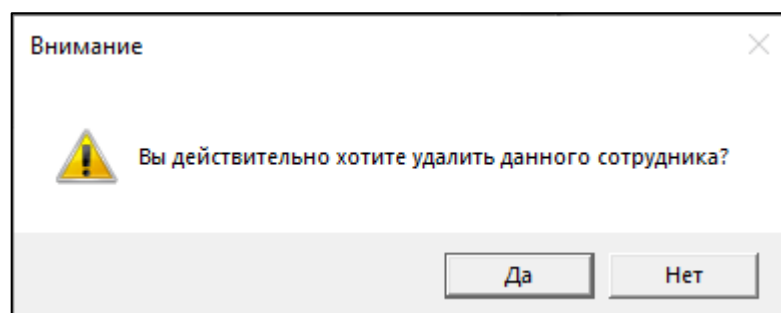 Внимание
Вы действительно хотите удалить данного сотрудника?
Да
Нет